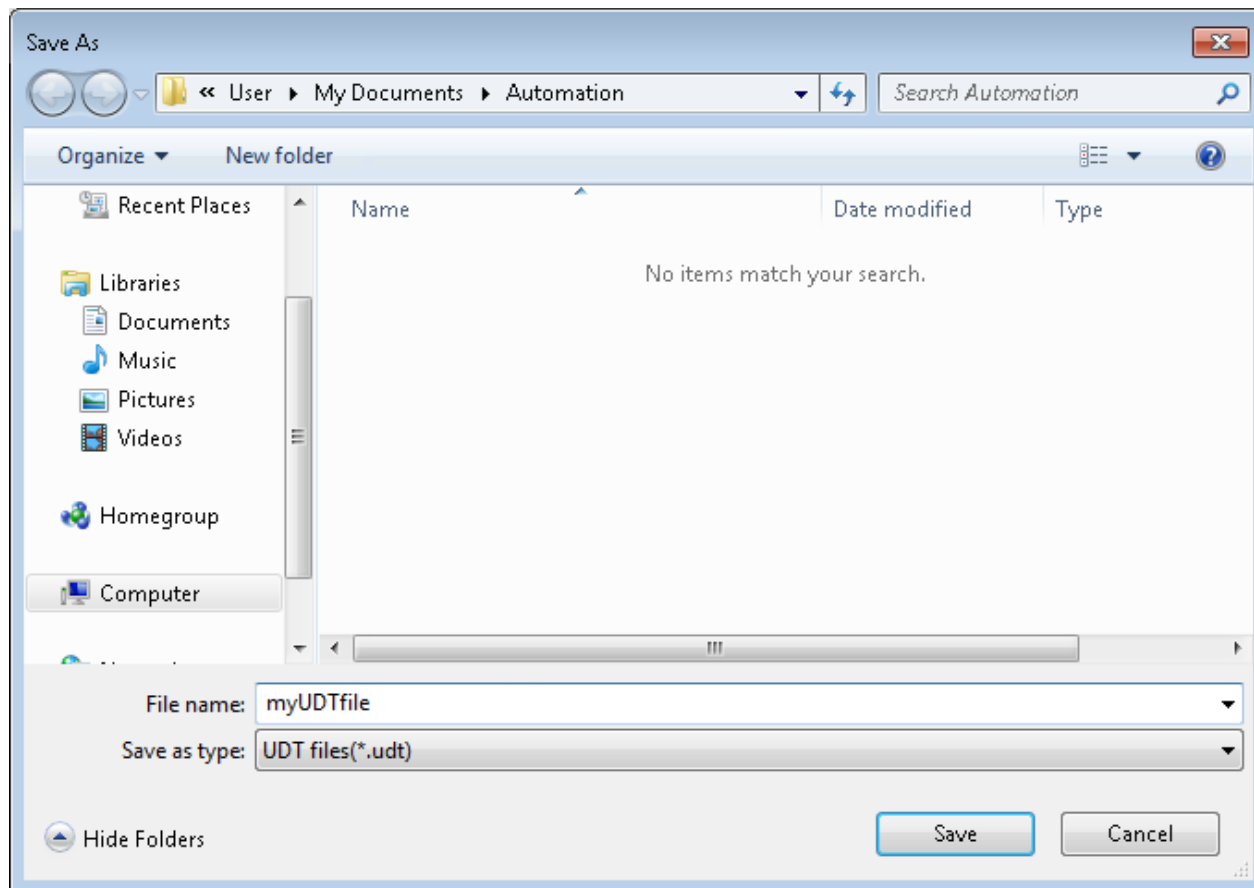 Save As
« User ▸ My Documents ▸ Automation
Search Automation
Organize
New folder
Recent Places
Name
Date modified
Type
No items match your search.
Libraries
Documents
Music
Pictures
Videos
Homegroup
Computer
File name: myUDTfile
Save as type: UDT files(*.udt)
Hide Folders
Save
Cancel